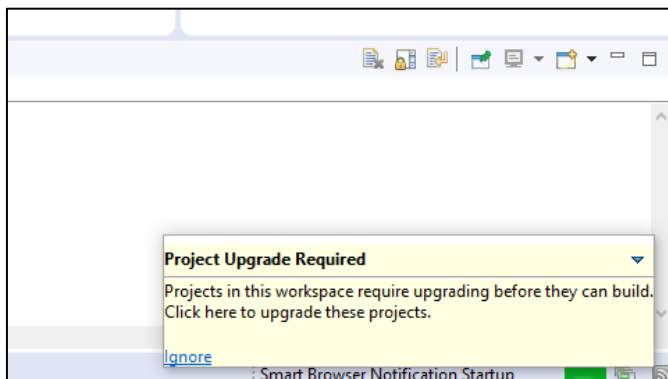 Project Upgrade Required
Projects in this workspace require upgrading before they can build.
Click here to upgrade these projects.
Ignore
: Smart Browser Notification Startup